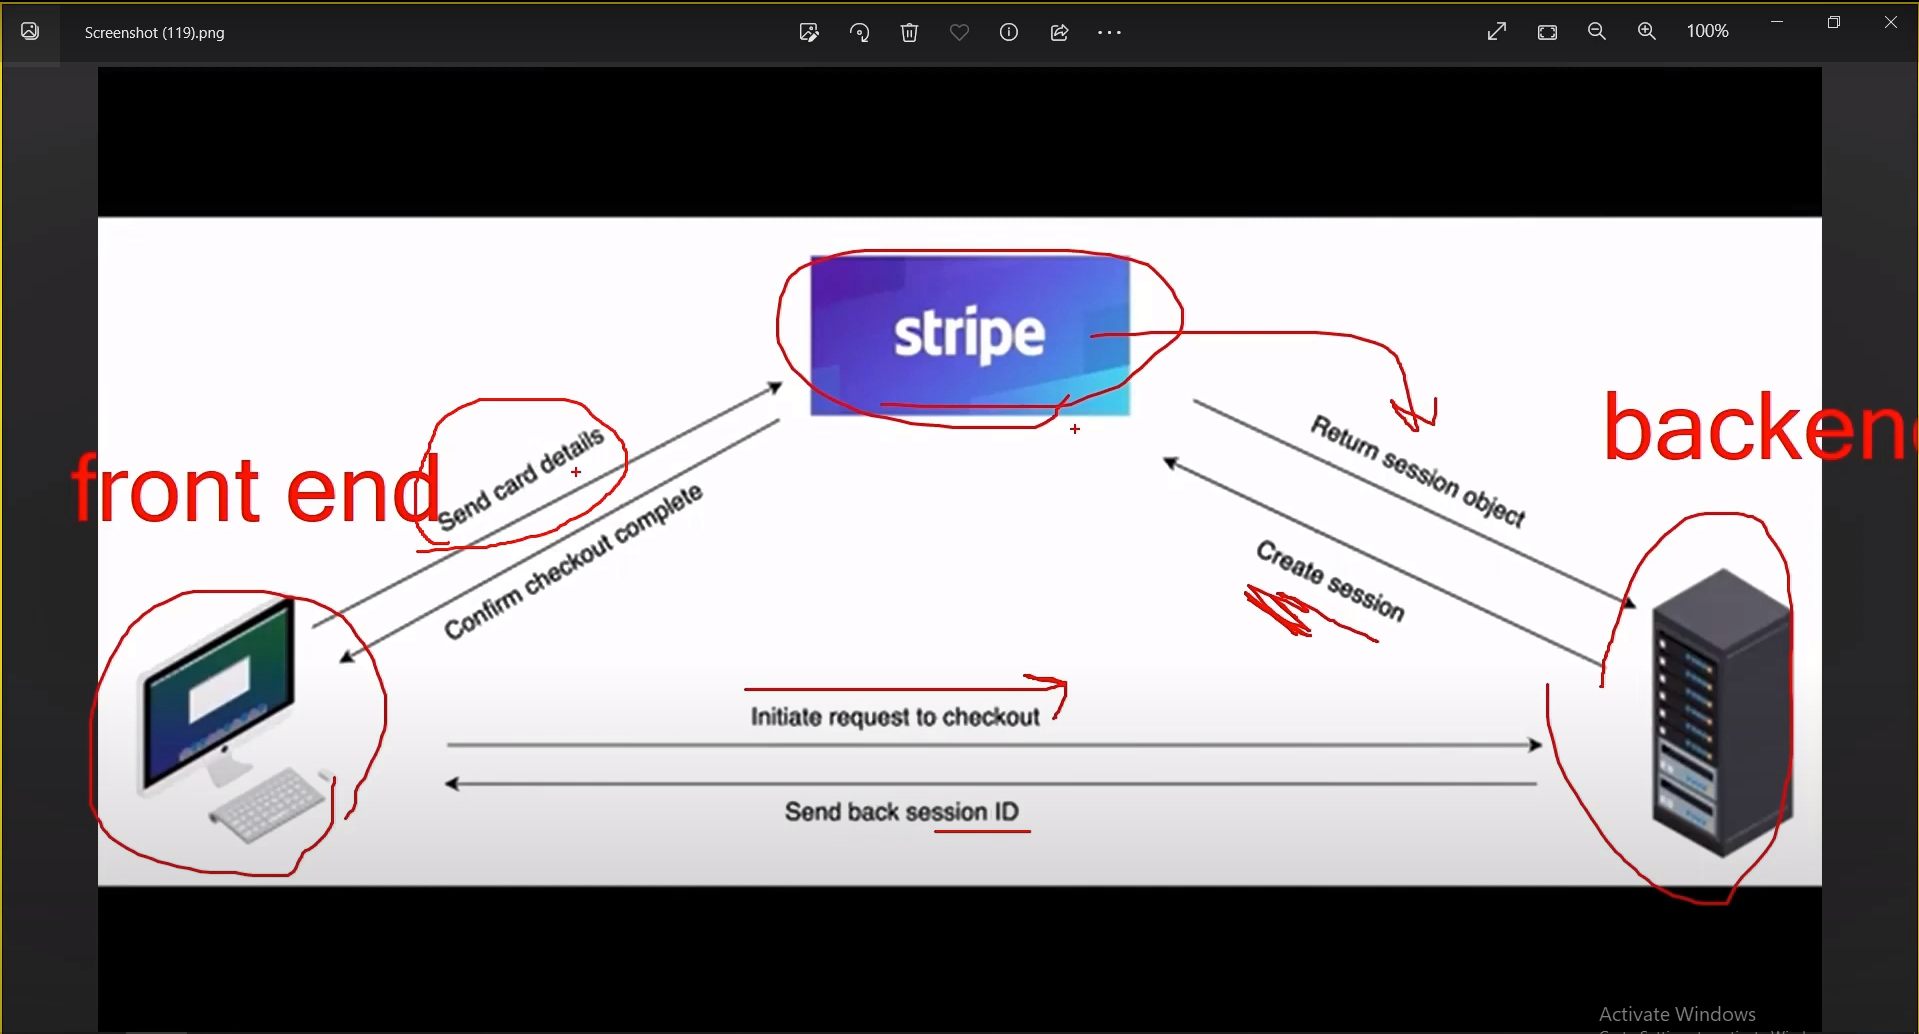 Screenshot (119).png
100%
stripe
Send card details
Confirm checkout complete
front end
Return session object
Create session
backend
Initiate request to checkout
Send back session ID
Activate Windows